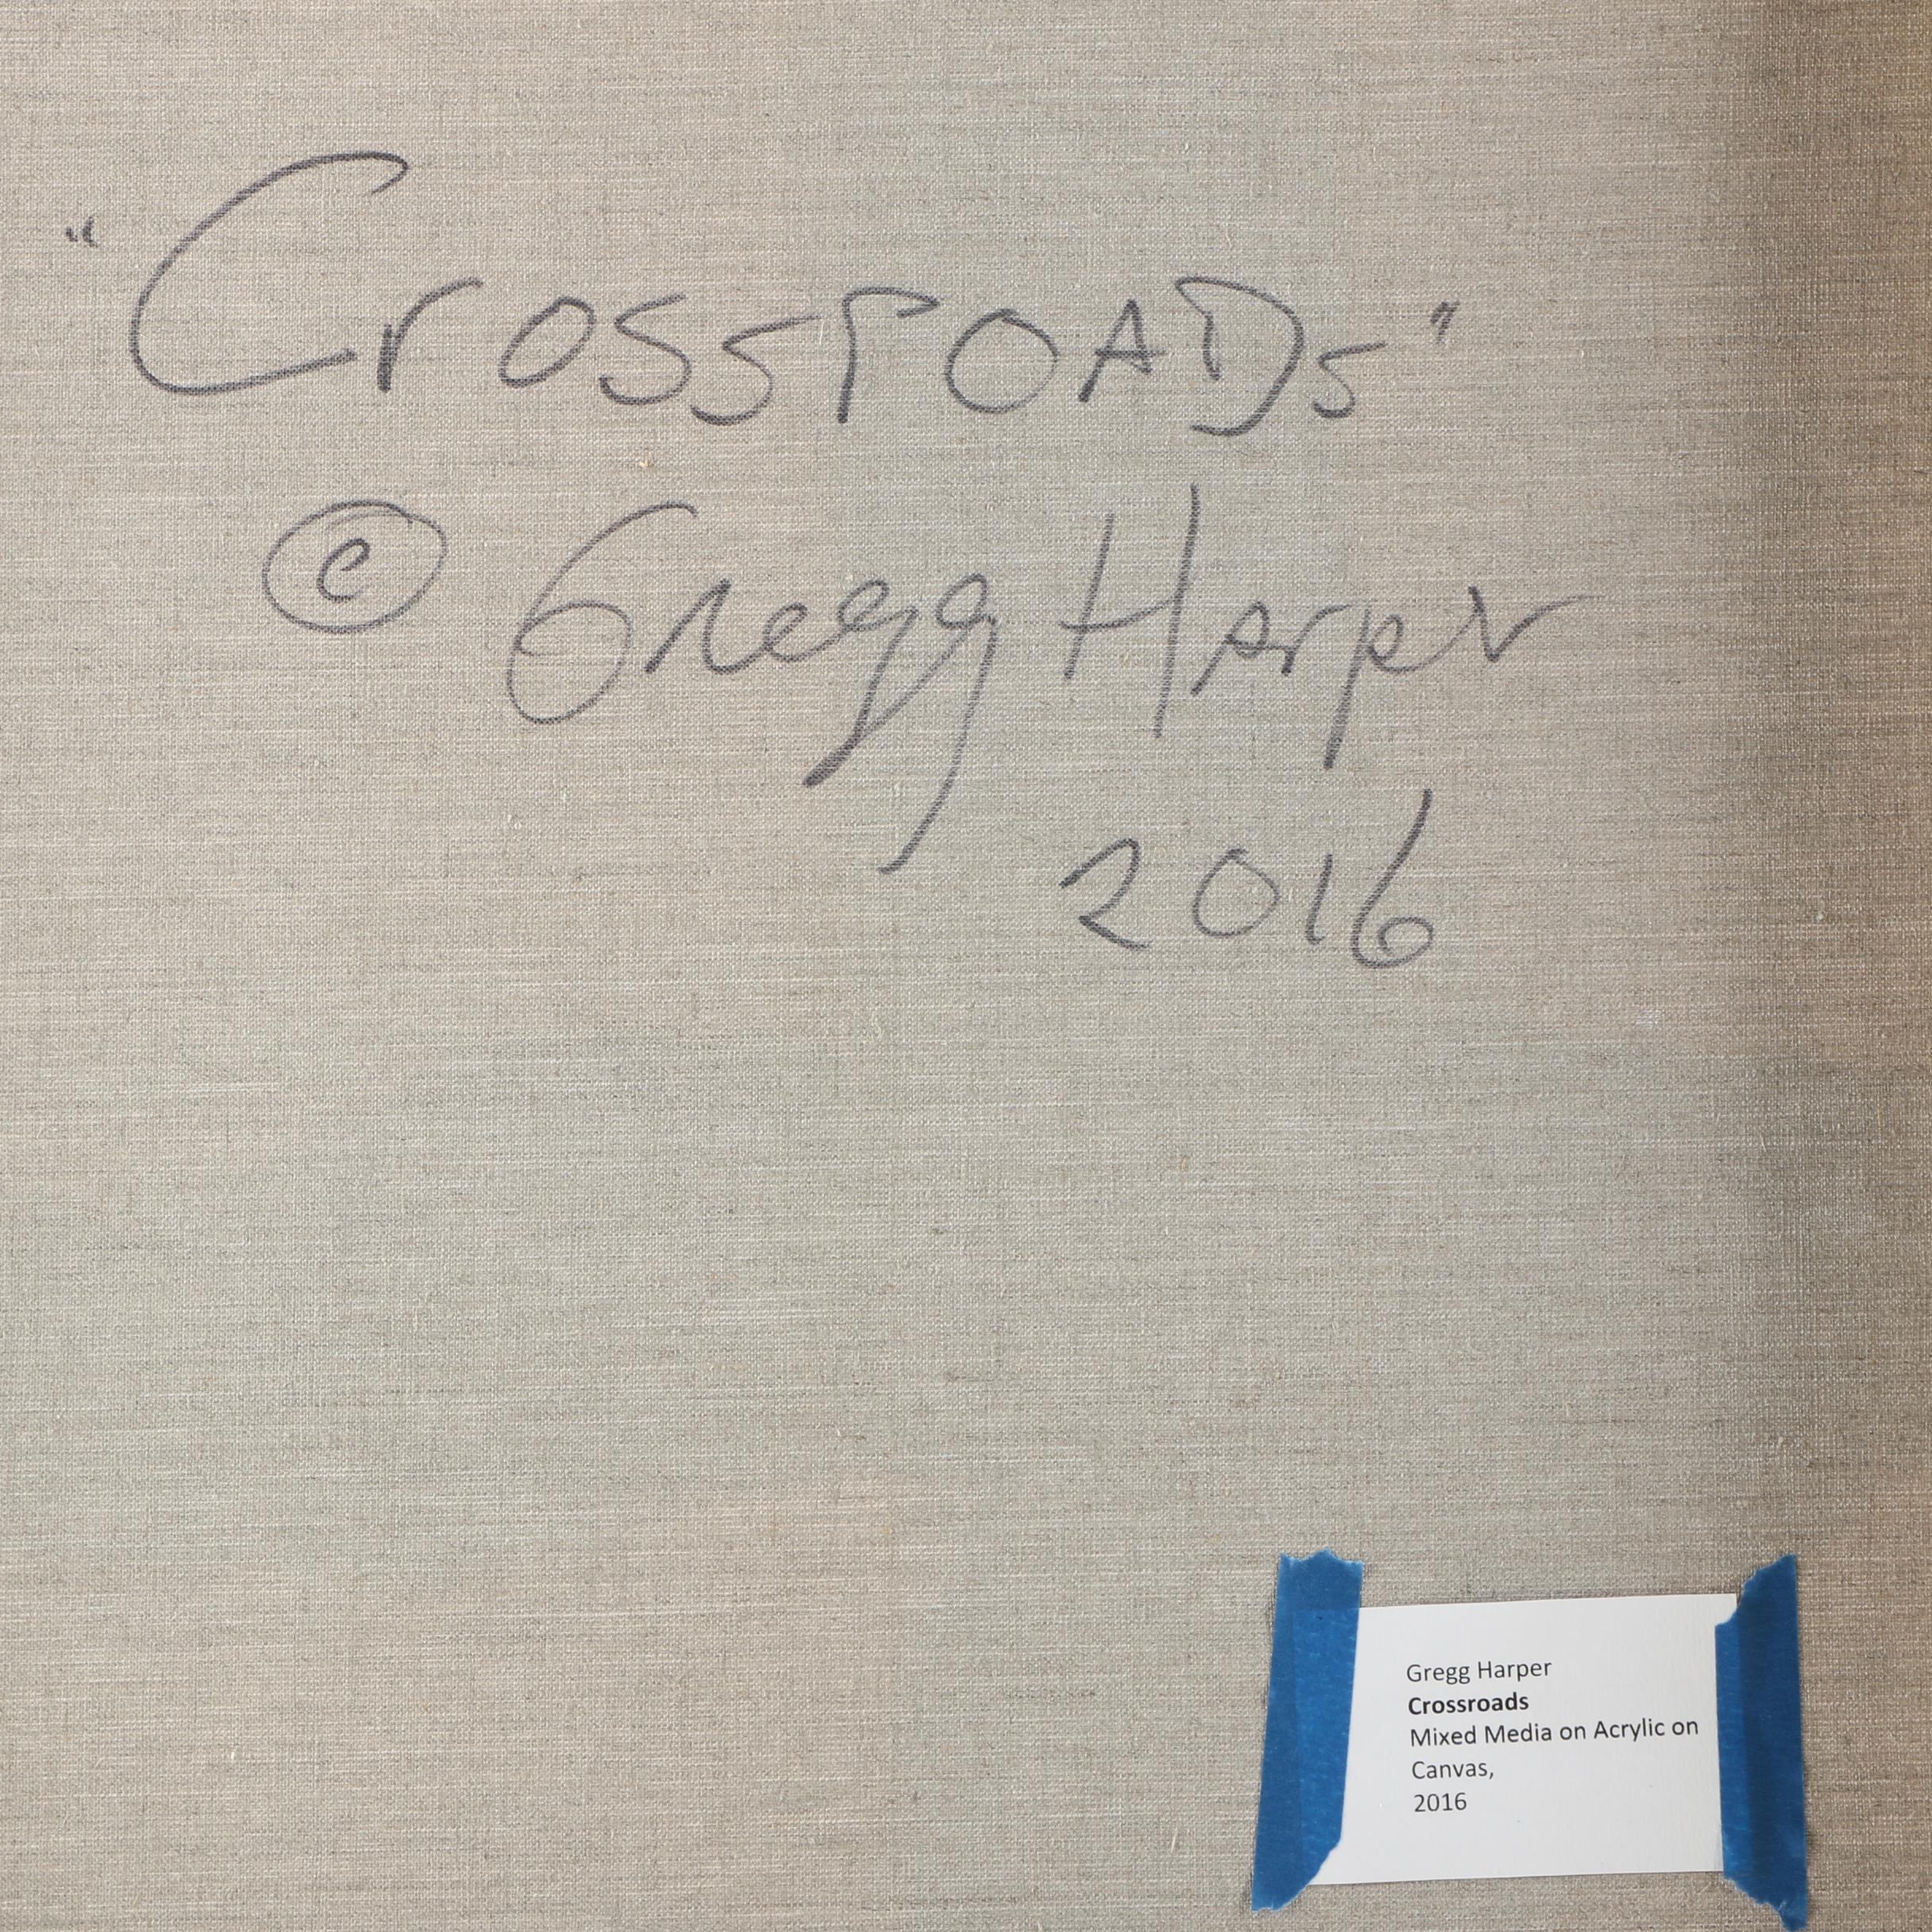 "CrossroADs"
© Gregg Harper
2016
Gregg Harper
Crossroads
Mixed Media on Acrylic on
Canvas,
2016